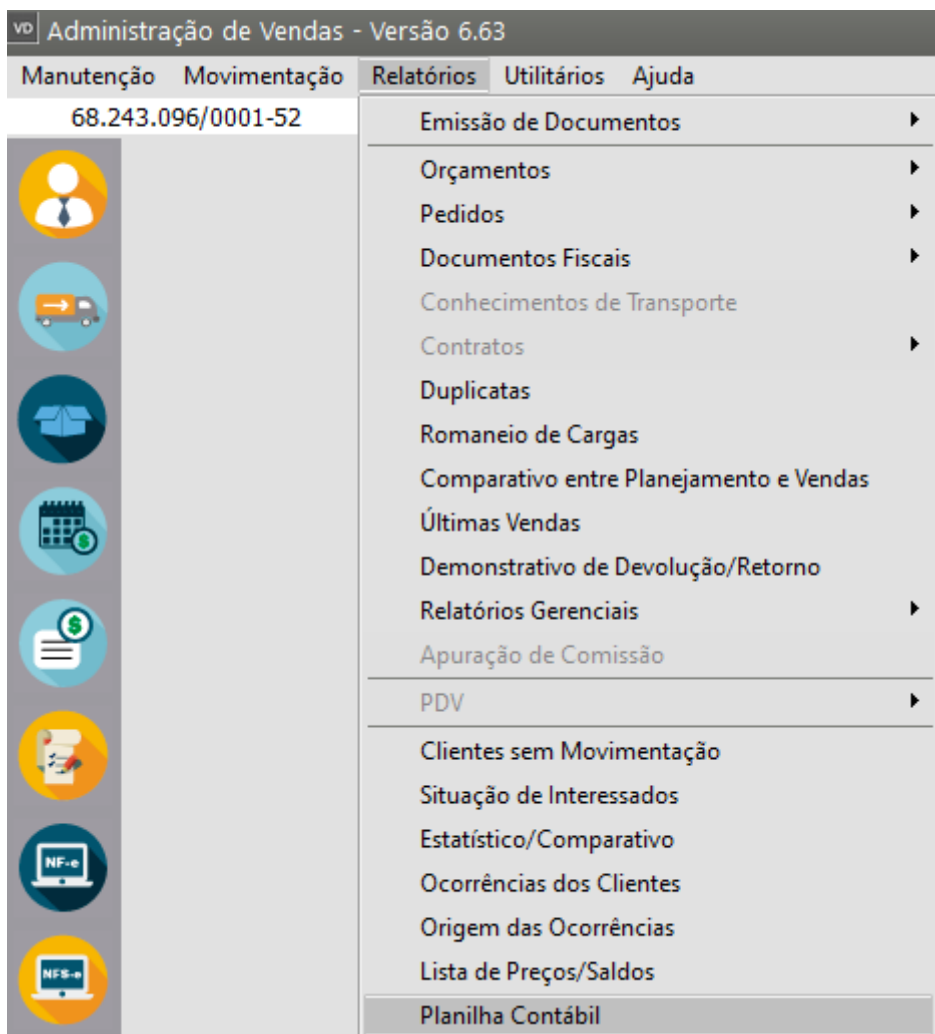 VD Administração de Vendas - Versão 6.63
Manutenção Movimentação Relatórios Utilitários Ajuda
68.243.096/0001-52
Emissão de Documentos
Orçamentos
Pedidos
Documentos Fiscais
Conhecimentos de Transporte
Contratos
Duplicatas
Romaneio de Cargas
Comparativo entre Planejamento e Vendas
Últimas Vendas
Demonstrativo de Devolução/Retorno
Relatórios Gerenciais
Apuração de Comissão
PDV
Clientes sem Movimentação
Situação de Interessados
Estatístico/Comparativo
Ocorrências dos Clientes
Origem das Ocorrências
Lista de Preços/Saldos
Planilha Contábil
$
$
NF-e
NFS-e